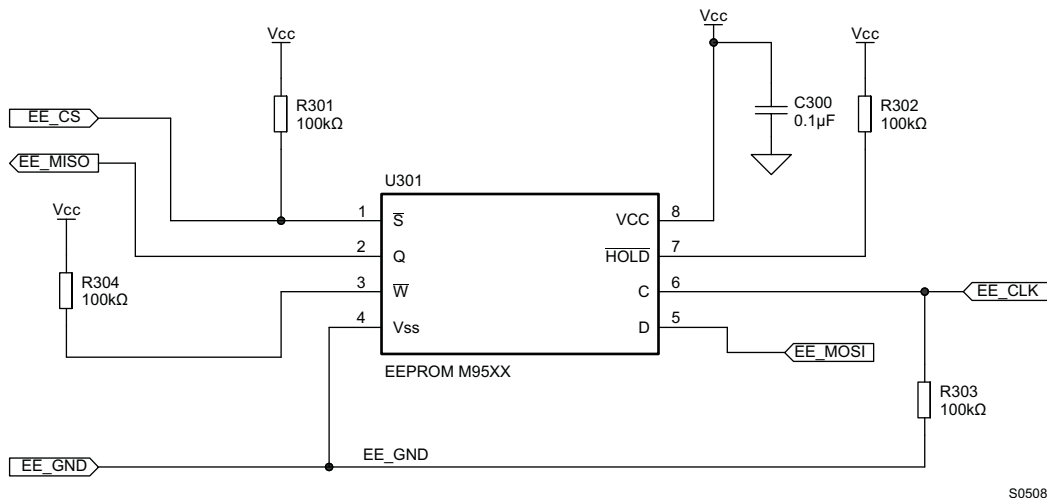 Vcc
Vcc
Vcc
R301
100kΩ
C300
0.1µF
R302
100kΩ
EE_CS
EE_MISO
U301
Vcc
1
S̅
VCC
8
2
Q
H̅O̅L̅D̅
7
R304
100kΩ
3
W̅
C
6
EE_CLK
4
Vss
D
5
EE_MOSI
EEPROM M95XX
R303
100kΩ
EE_GND
EE_GND
S0508